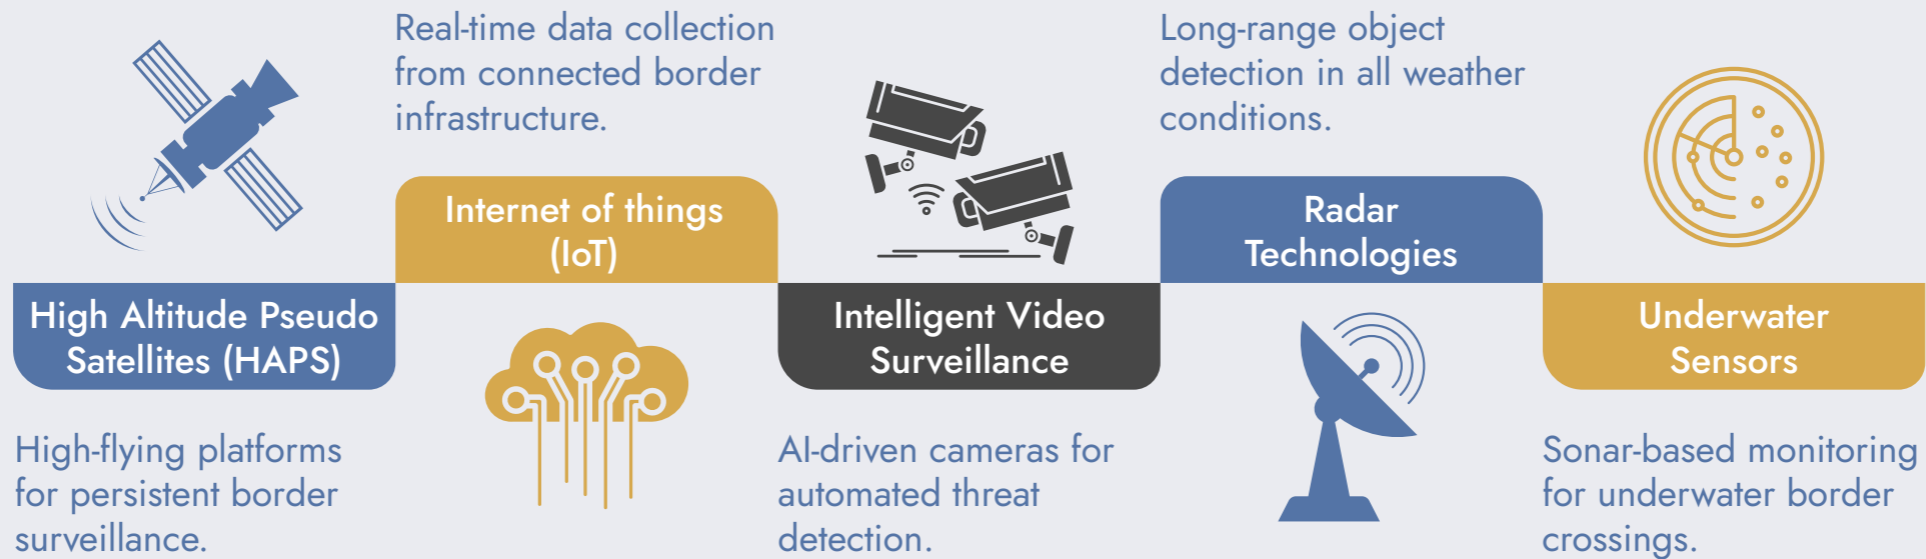 High Altitude Pseudo
Satellites (HAPS)
High-flying platforms
for persistent border
surveillance.
Real-time data collection
from connected border
infrastructure.
Internet of things
(IoT)
Intelligent Video
Surveillance
AI-driven cameras for
automated threat
detection.
Long-range object
detection in all weather
conditions.
Radar
Technologies
Underwater
Sensors
Sonar-based monitoring
for underwater border
crossings.